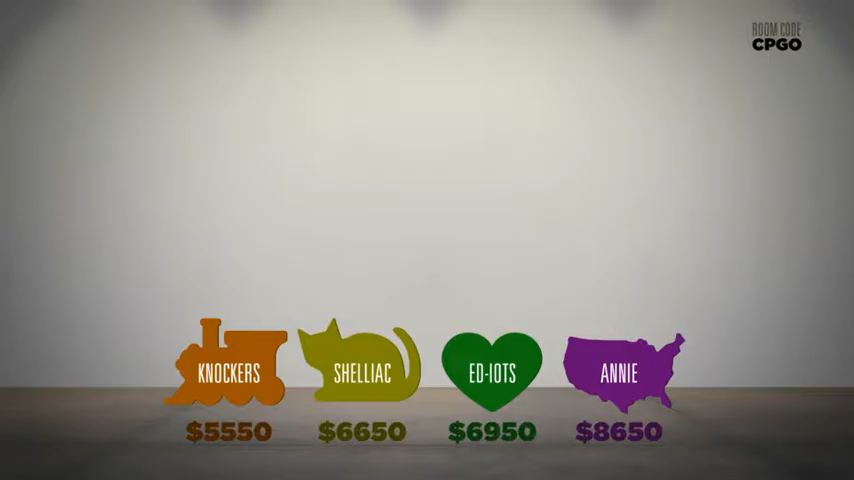 ROOM CODE
CPGO
KNOCKERS SHELLIAC ED-IOTS ANNIE
$5550 $6650 $6950 $8650